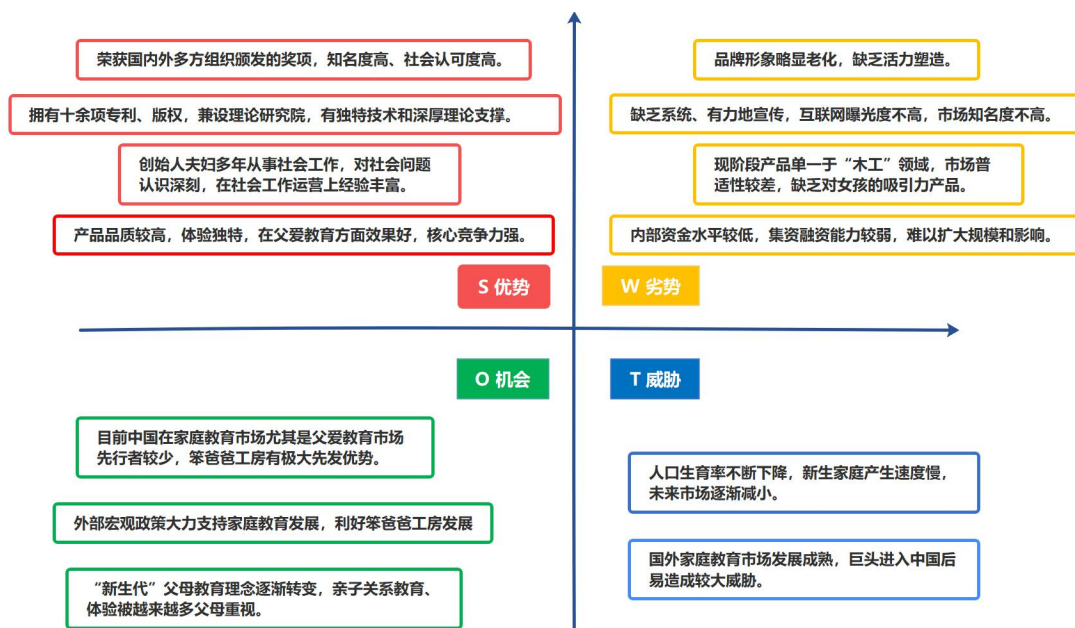 荣获国内外多方组织颁发的奖项，知名度高、社会认可度高。
拥有十余项专利、版权，兼设理论研究院，有独特技术和深厚理论支撑。
创始人夫妇多年从事社会工作，对社会问题
认识深刻，在社会工作运营上经验丰富。
产品品质较高，体验独特，在父爱教育方面效果好，核心竞争力强。
S 优势
品牌形象略显老化，缺乏活力塑造。
缺乏系统、有力地宣传，互联网曝光度不高，市场知名度不高。
现阶段产品单一于“木工”领域，市场普
适性较差，缺乏对女孩的吸引力产品。
内部资金水平较低，集资融资能力较弱，难以扩大规模和影响。
W 劣势
O 机会
目前中国在家庭教育市场尤其是父爱教育市场
先行者较少，笨爸爸工房有极大先发优势。
外部宏观政策大力支持家庭教育发展，利好笨爸爸工房发展
“新生代”父母教育理念逐渐转变，亲子关系教育、
体验被越来越多父母重视。
T 威胁
人口生育率不断下降，新生家庭产生速度慢，
未来市场逐渐减小。
国外家庭教育市场发展成熟，巨头进入中国后
易造成较大威胁。